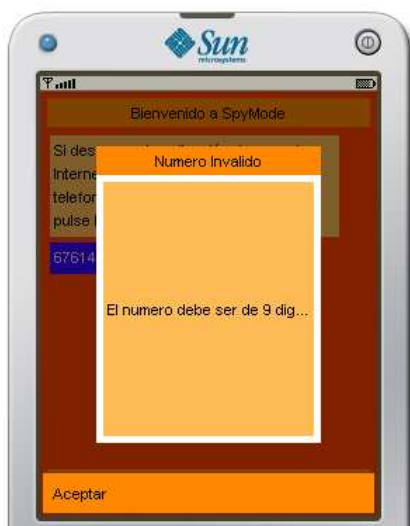 Sun
microsystems
Bienvenido a SpyMode
Si des
Interne
telefor
pulse
67614
Numero Invalido
El numero debe ser de 9 dig...
Aceptar